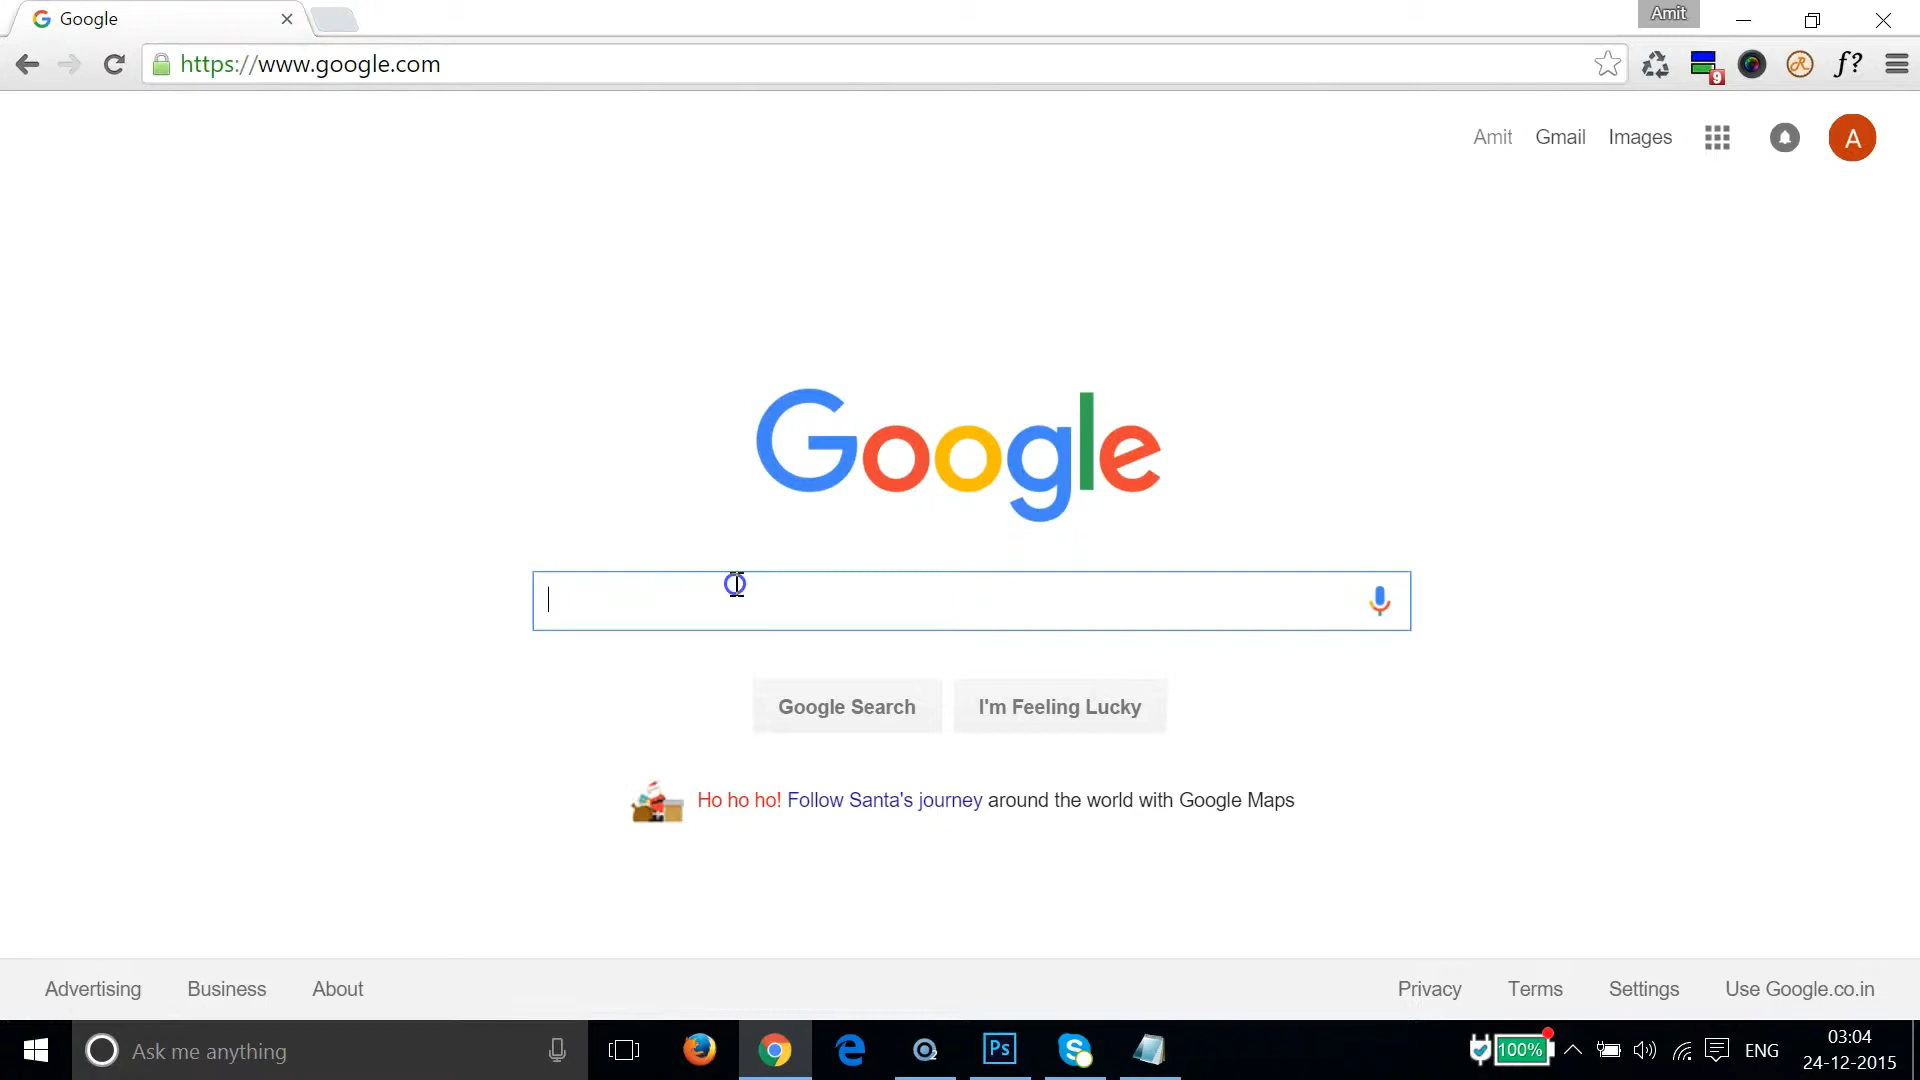 Google
Amit
https://www.google.com
9
f?
Amit Gmail Images
A
Google
Google Search I'm Feeling Lucky
Ho ho ho! Follow Santa's journey around the world with Google Maps
Advertising Business About Privacy Terms Settings Use Google.co.in
Ask me anything
Ps
S
100%
ENG
03:04
24-12-2015